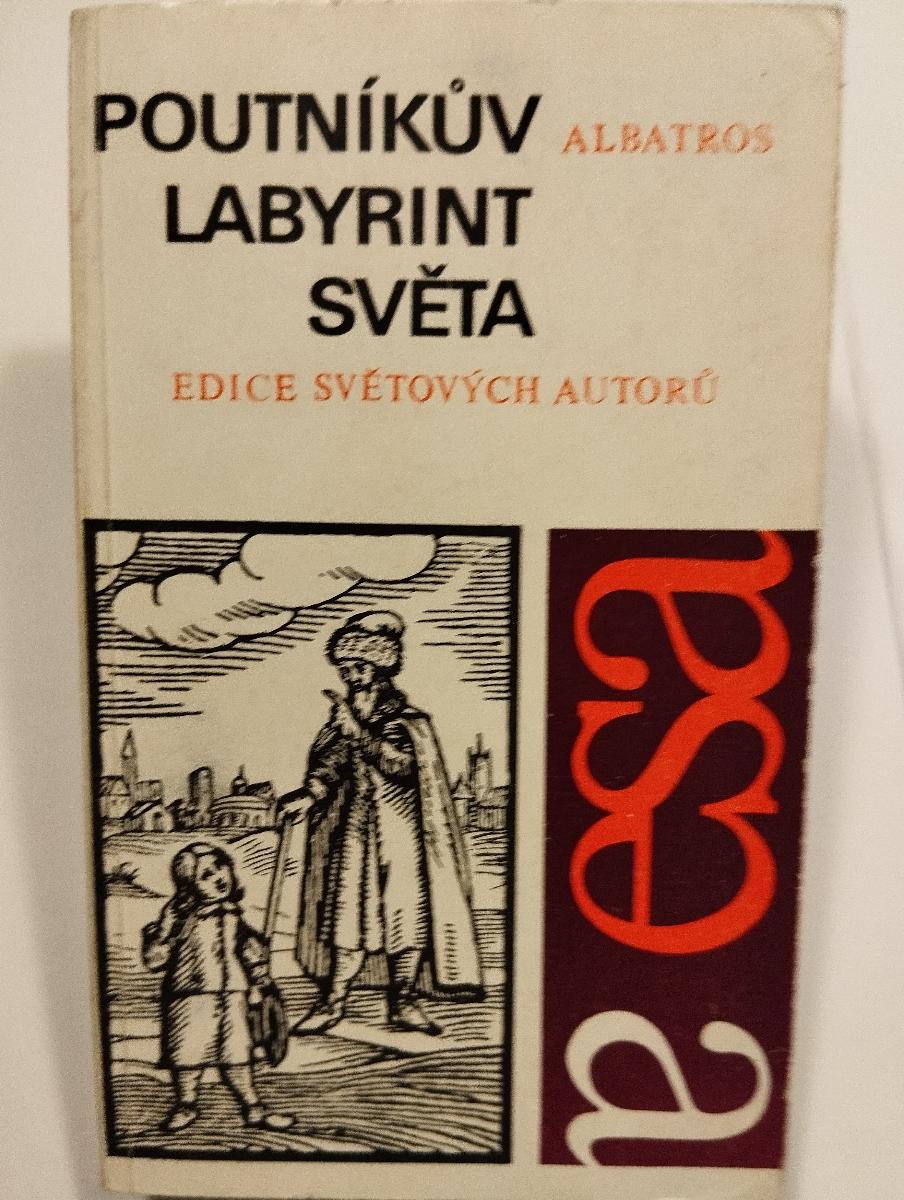 POUTNÍKŮV
ALBATROS
LABYRINT
SVĚTA
EDICE SVĚTOVÝCH AUTORŮ
esa
a